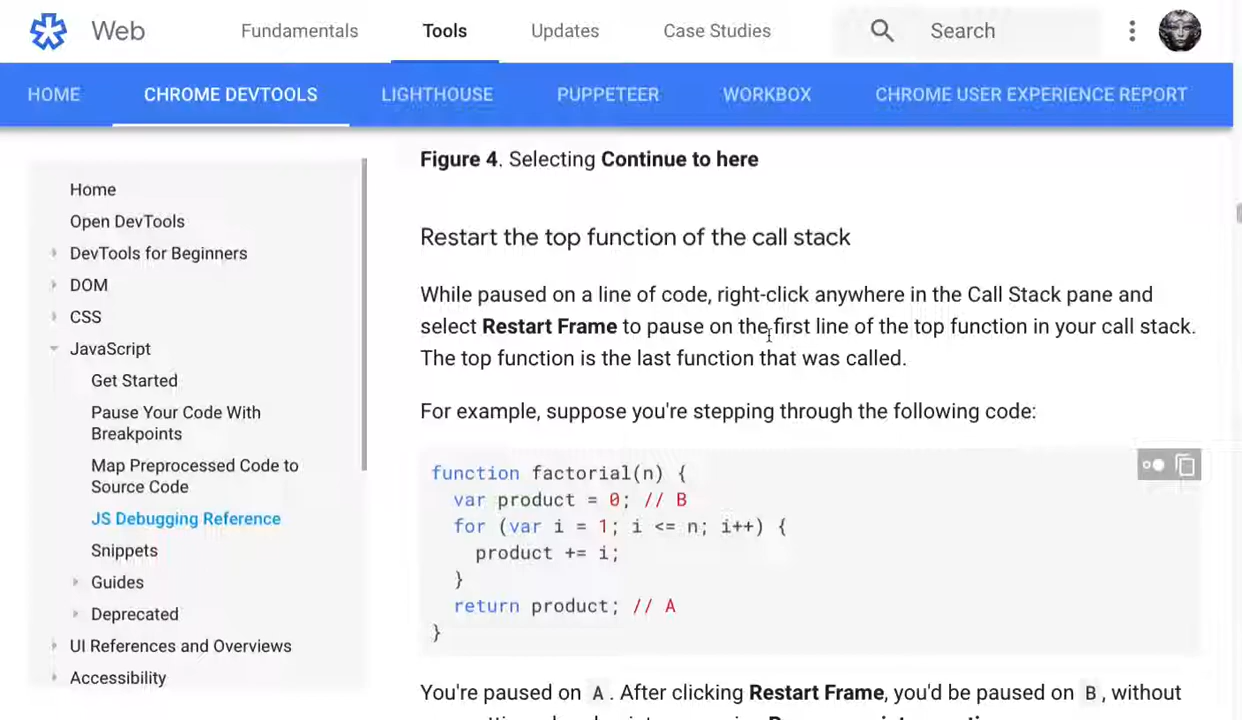 Web Fundamentals Tools Updates Case Studies Search
HOME CHROME DEVTOOLS LIGHTHOUSE PUPPETEER WORKBOX CHROME USER EXPERIENCE REPORT
Home
Open DevTools
DevTools for Beginners
DOM
CSS
JavaScript
Get Started
Pause Your Code With
Breakpoints
Map Preprocessed Code to
Source Code
JS Debugging Reference
Snippets
Guides
Deprecated
UI References and Overviews
Accessibility
Figure 4. Selecting Continue to here
Restart the top function of the call stack
While paused on a line of code, right-click anywhere in the Call Stack pane and
select Restart Frame to pause on the first line of the top function in your call stack.
The top function is the last function that was called.
For example, suppose you're stepping through the following code:
function factorial(n) {
  var product = 0; // B
  for (var i = 1; i <= n; i++) {
    product += i;
  }
  return product; // A
}
You're paused on A. After clicking Restart Frame, you'd be paused on B, without